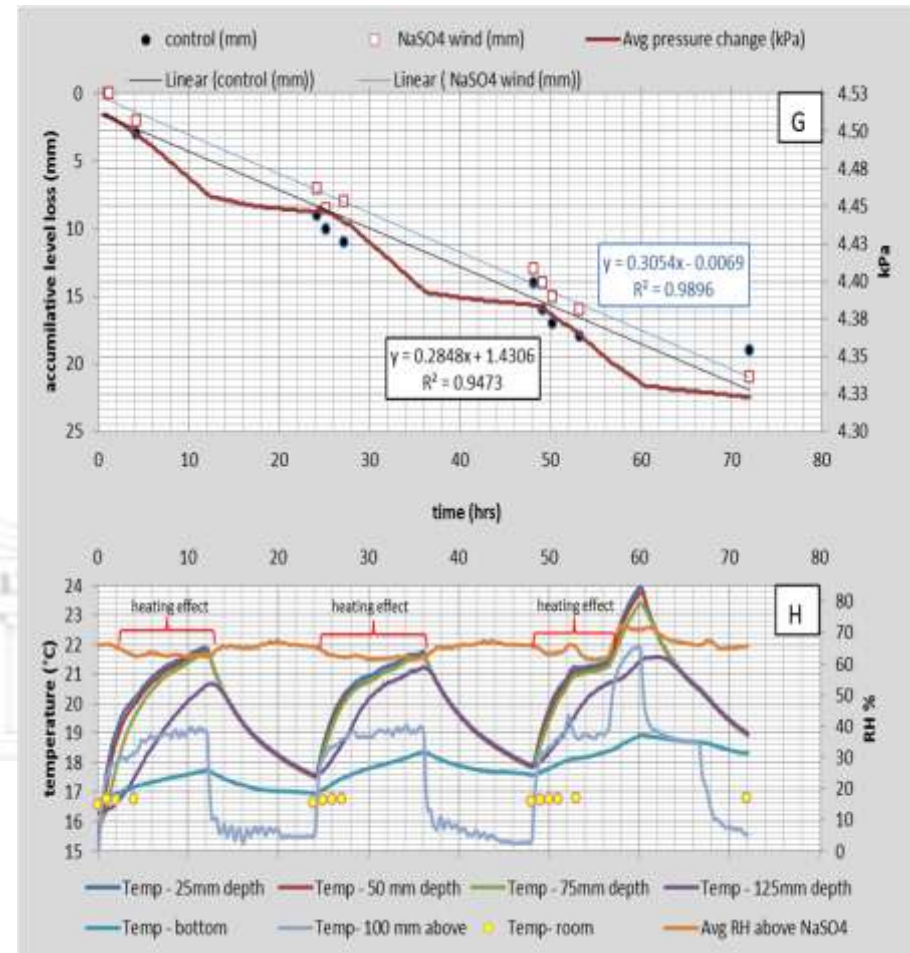 control (mm) NaSO4 wind (mm) Avg pressure change (kPa)
Linear (control (mm)) Linear ( NaSO4 wind (mm))
G
accumilative level loss (mm)
0
5
10
15
20
25
4.53
4.50
4.48
4.45
4.43
4.40
4.38
4.35
4.33
4.30
kPa
y = 0.3054x - 0.0069
R² = 0.9896
y = 0.2848x + 1.4306
R² = 0.9473
0 10 20 30 40 50 60 70 80
time (hrs)
0 10 20 30 40 50 60 70 80
H
heating effect heating effect heating effect
temperature (°C)
24
23
22
21
20
19
18
17
16
15
80
70
60
50
40
30
20
10
0
RH %
Temp - 25mm depth Temp - 50 mm depth Temp - 75mm depth Temp - 125mm depth
Temp - bottom Temp- 100 mm above Temp- room Avg RH above NaSO4